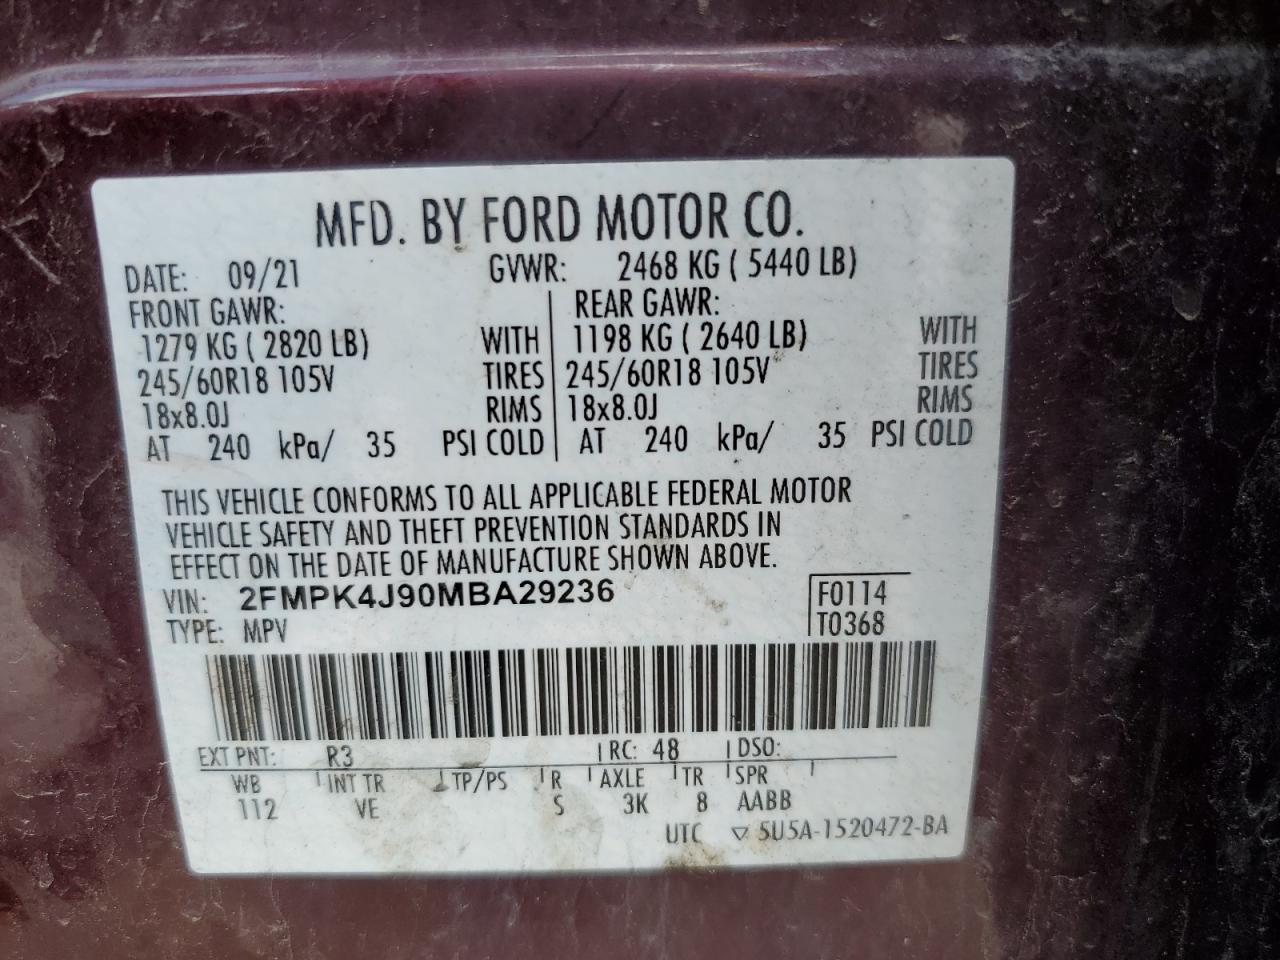 MFD. BY FORD MOTOR CO.
DATE: 09/21 GVWR: 2468 KG ( 5440 LB)
FRONT GAWR: REAR GAWR:
1279 KG ( 2820 LB) WITH 1198 KG ( 2640 LB) WITH
245/60R18 105V TIRES 245/60R18 105V TIRES
18x8.0J RIMS 18x8.0J RIMS
AT 240 kPa/ 35 PSI COLD AT 240 kPa/ 35 PSI COLD
THIS VEHICLE CONFORMS TO ALL APPLICABLE FEDERAL MOTOR
VEHICLE SAFETY AND THEFT PREVENTION STANDARDS IN
EFFECT ON THE DATE OF MANUFACTURE SHOWN ABOVE.
VIN: 2FMPK4J90MBA29236 F0114
TYPE: MPV T0368
EXT PNT: R3 RC: 48 DSO:
WB INT TR TP/PS R AXLE TR SPR
112 VE S 3K 8 AABB
UTC ▽ 5U5A-1520472-BA